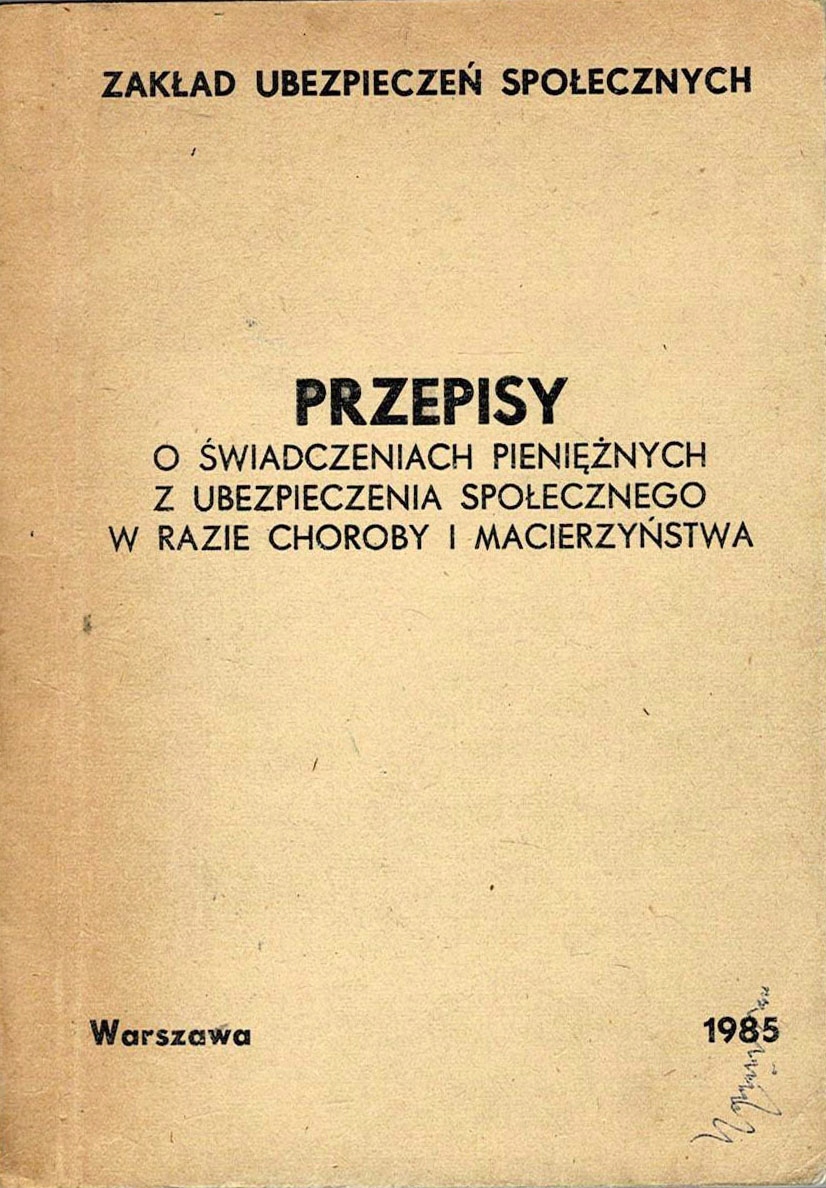 ZAKŁAD UBEZPIECZEŃ SPOŁECZNYCH
PRZEPISY
O ŚWIADCZENIACH PIENIĘŻNYCH
Z UBEZPIECZENIA SPOŁECZNEGO
W RAZIE CHOROBY I MACIERZYŃSTWA
Warszawa 1985